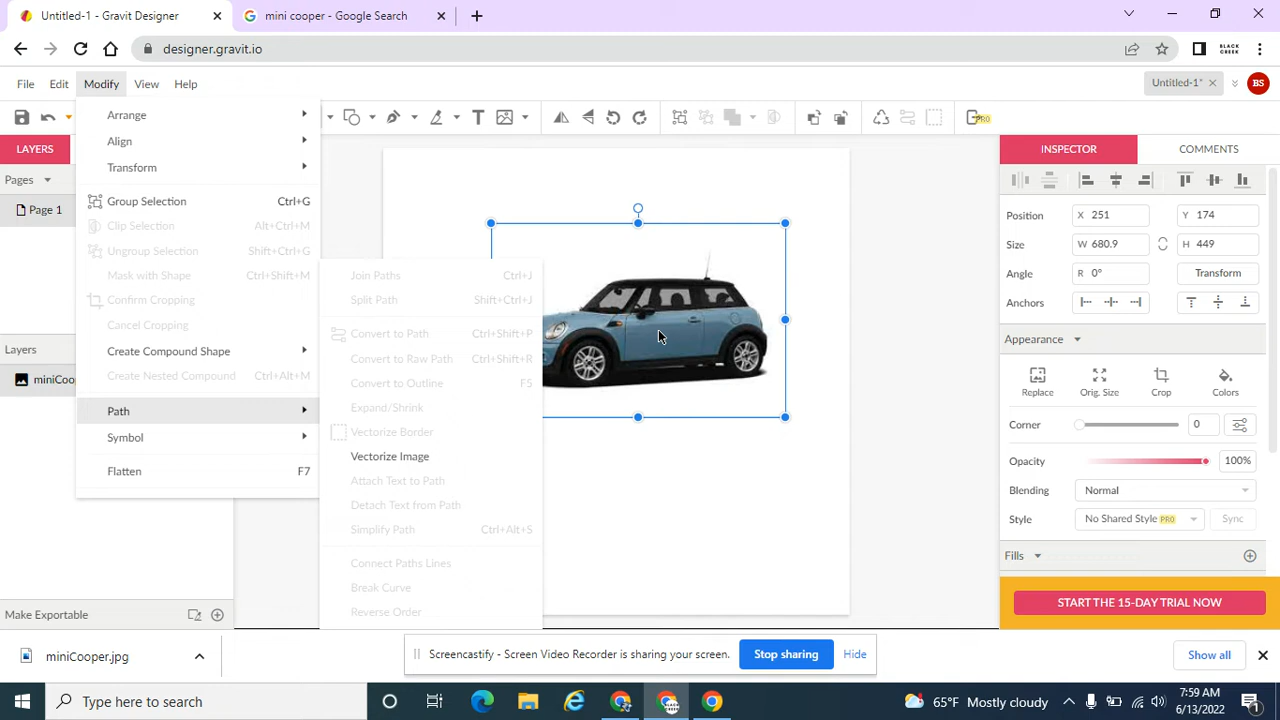 Untitled-1 - Gravit Designer
mini cooper - Google Search
designer.gravit.io
BLACK CREEK
File Edit Modify View Help
Untitled-1*
BS
PRO
Arrange
Align
Transform
Group Selection Ctrl+G
Clip Selection Alt+Ctrl+M
Ungroup Selection Shift+Ctrl+G
Mask with Shape Ctrl+Shift+M
Confirm Cropping
Cancel Cropping
Create Compound Shape
Create Nested Compound Ctrl+Alt+M
Path
Symbol
Flatten F7
Join Paths Ctrl+J
Split Path Shift+Ctrl+J
Convert to Path Ctrl+Shift+P
Convert to Raw Path Ctrl+Shift+R
Convert to Outline F5
Expand/Shrink
Vectorize Border
Vectorize Image
Attach Text to Path
Detach Text from Path
Simplify Path Ctrl+Alt+S
Connect Paths Lines
Break Curve
Reverse Order
LAYERS
Pages
Page 1
Layers
miniCoop
Make Exportable
INSPECTOR COMMENTS
Position X 251 Y 174
Size W 680.9 H 449
Angle R 0° Transform
Anchors
Appearance
Replace Orig. Size Crop Colors
Corner 0
Opacity 100%
Blending Normal
Style No Shared Style PRO Sync
Fills
START THE 15-DAY TRIAL NOW
miniCooper.jpg
Screencastify - Screen Video Recorder is sharing your screen. Stop sharing Hide
Show all
Type here to search
65°F Mostly cloudy
7:59 AM
6/13/2022
1